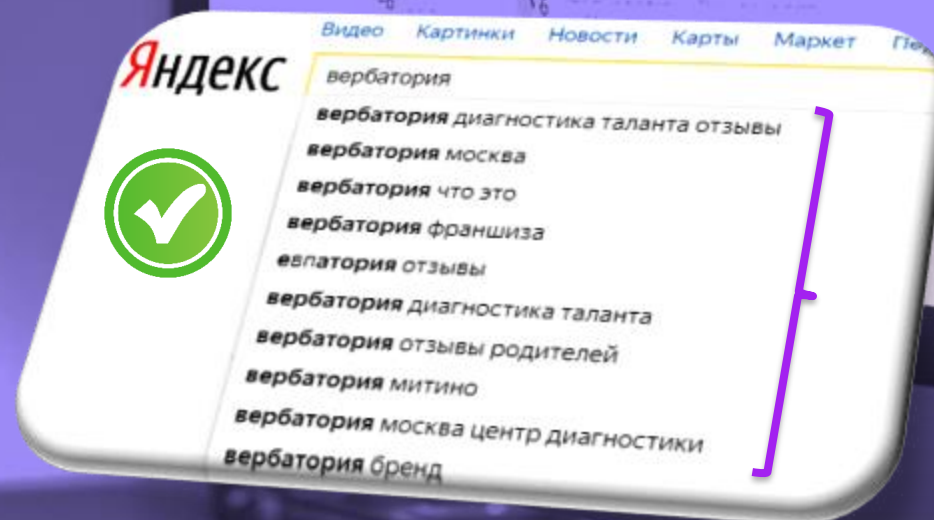 Видео Картинки Новости Карты Маркет
Яндекс
вербатория
вербатория диагностика таланта отзывы
вербатория москва
вербатория что это
вербатория франшиза
евпатория отзывы
вербатория диагностика таланта
вербатория отзывы родителей
вербатория митино
вербатория москва центр диагностики
вербатория бренд